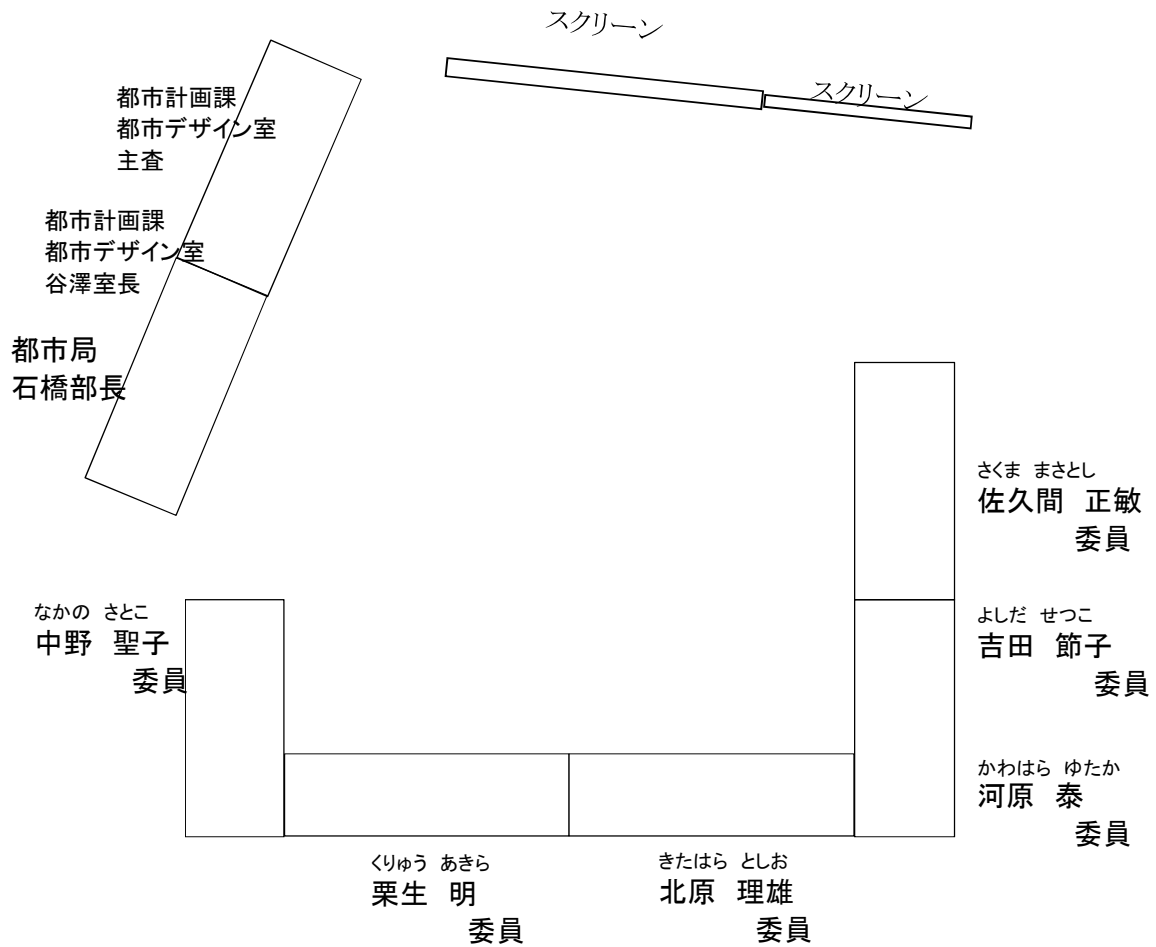 スクリーン
スクリーン
都市計画課
都市デザイン室
主査
都市計画課
都市デザイン室
谷澤室長
都市局
石橋部長
さくま まさとし
佐久間 正敏
委員
よしだ せつこ
吉田 節子
委員
かわはら ゆたか
河原 泰
委員
なかの さとこ
中野 聖子
委員
くりゅう あきら
栗生 明
委員
きたはら としお
北原 理雄
委員